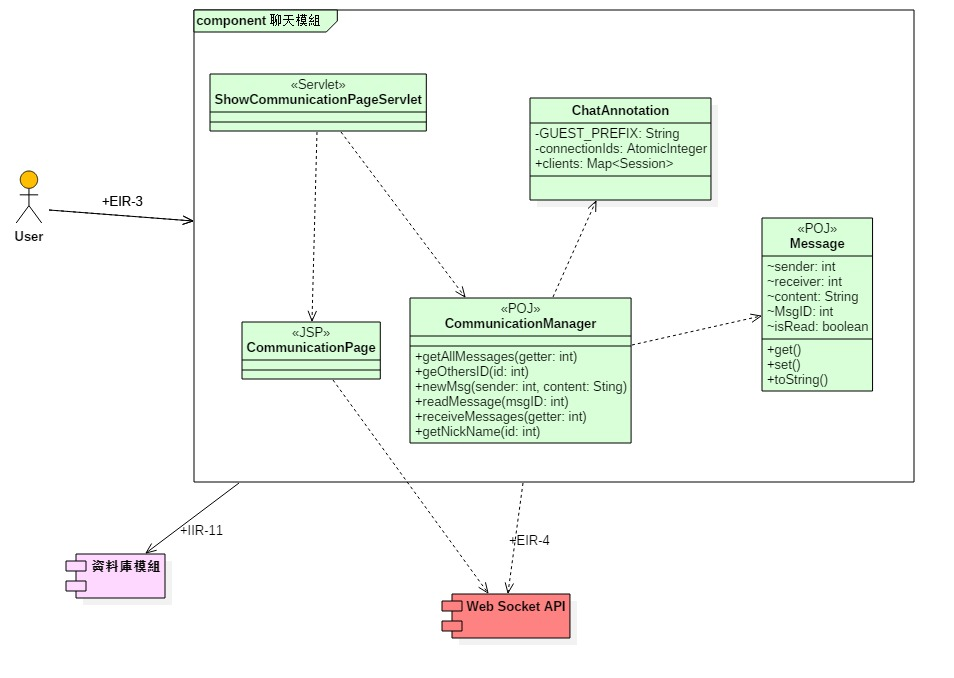 component 聊天模組
«Servlet»
ShowCommunicationPageServlet
ChatAnnotation
-GUEST_PREFIX: String
-connectionIds: AtomicInteger
+clients: Map<Session>
+EIR-3
User
«POJ»
Message
~sender: int
~receiver: int
~content: String
~MsgID: int
~isRead: boolean
+get()
+set()
+toString()
«JSP»
CommunicationPage
«POJ»
CommunicationManager
+getAllMessages(getter: int)
+geOthersID(id: int)
+newMsg(sender: int, content: Sting)
+readMessage(msgID: int)
+receiveMessages(getter: int)
+getNickName(id: int)
+IIR-11
+EIR-4
資料庫模組
Web Socket API